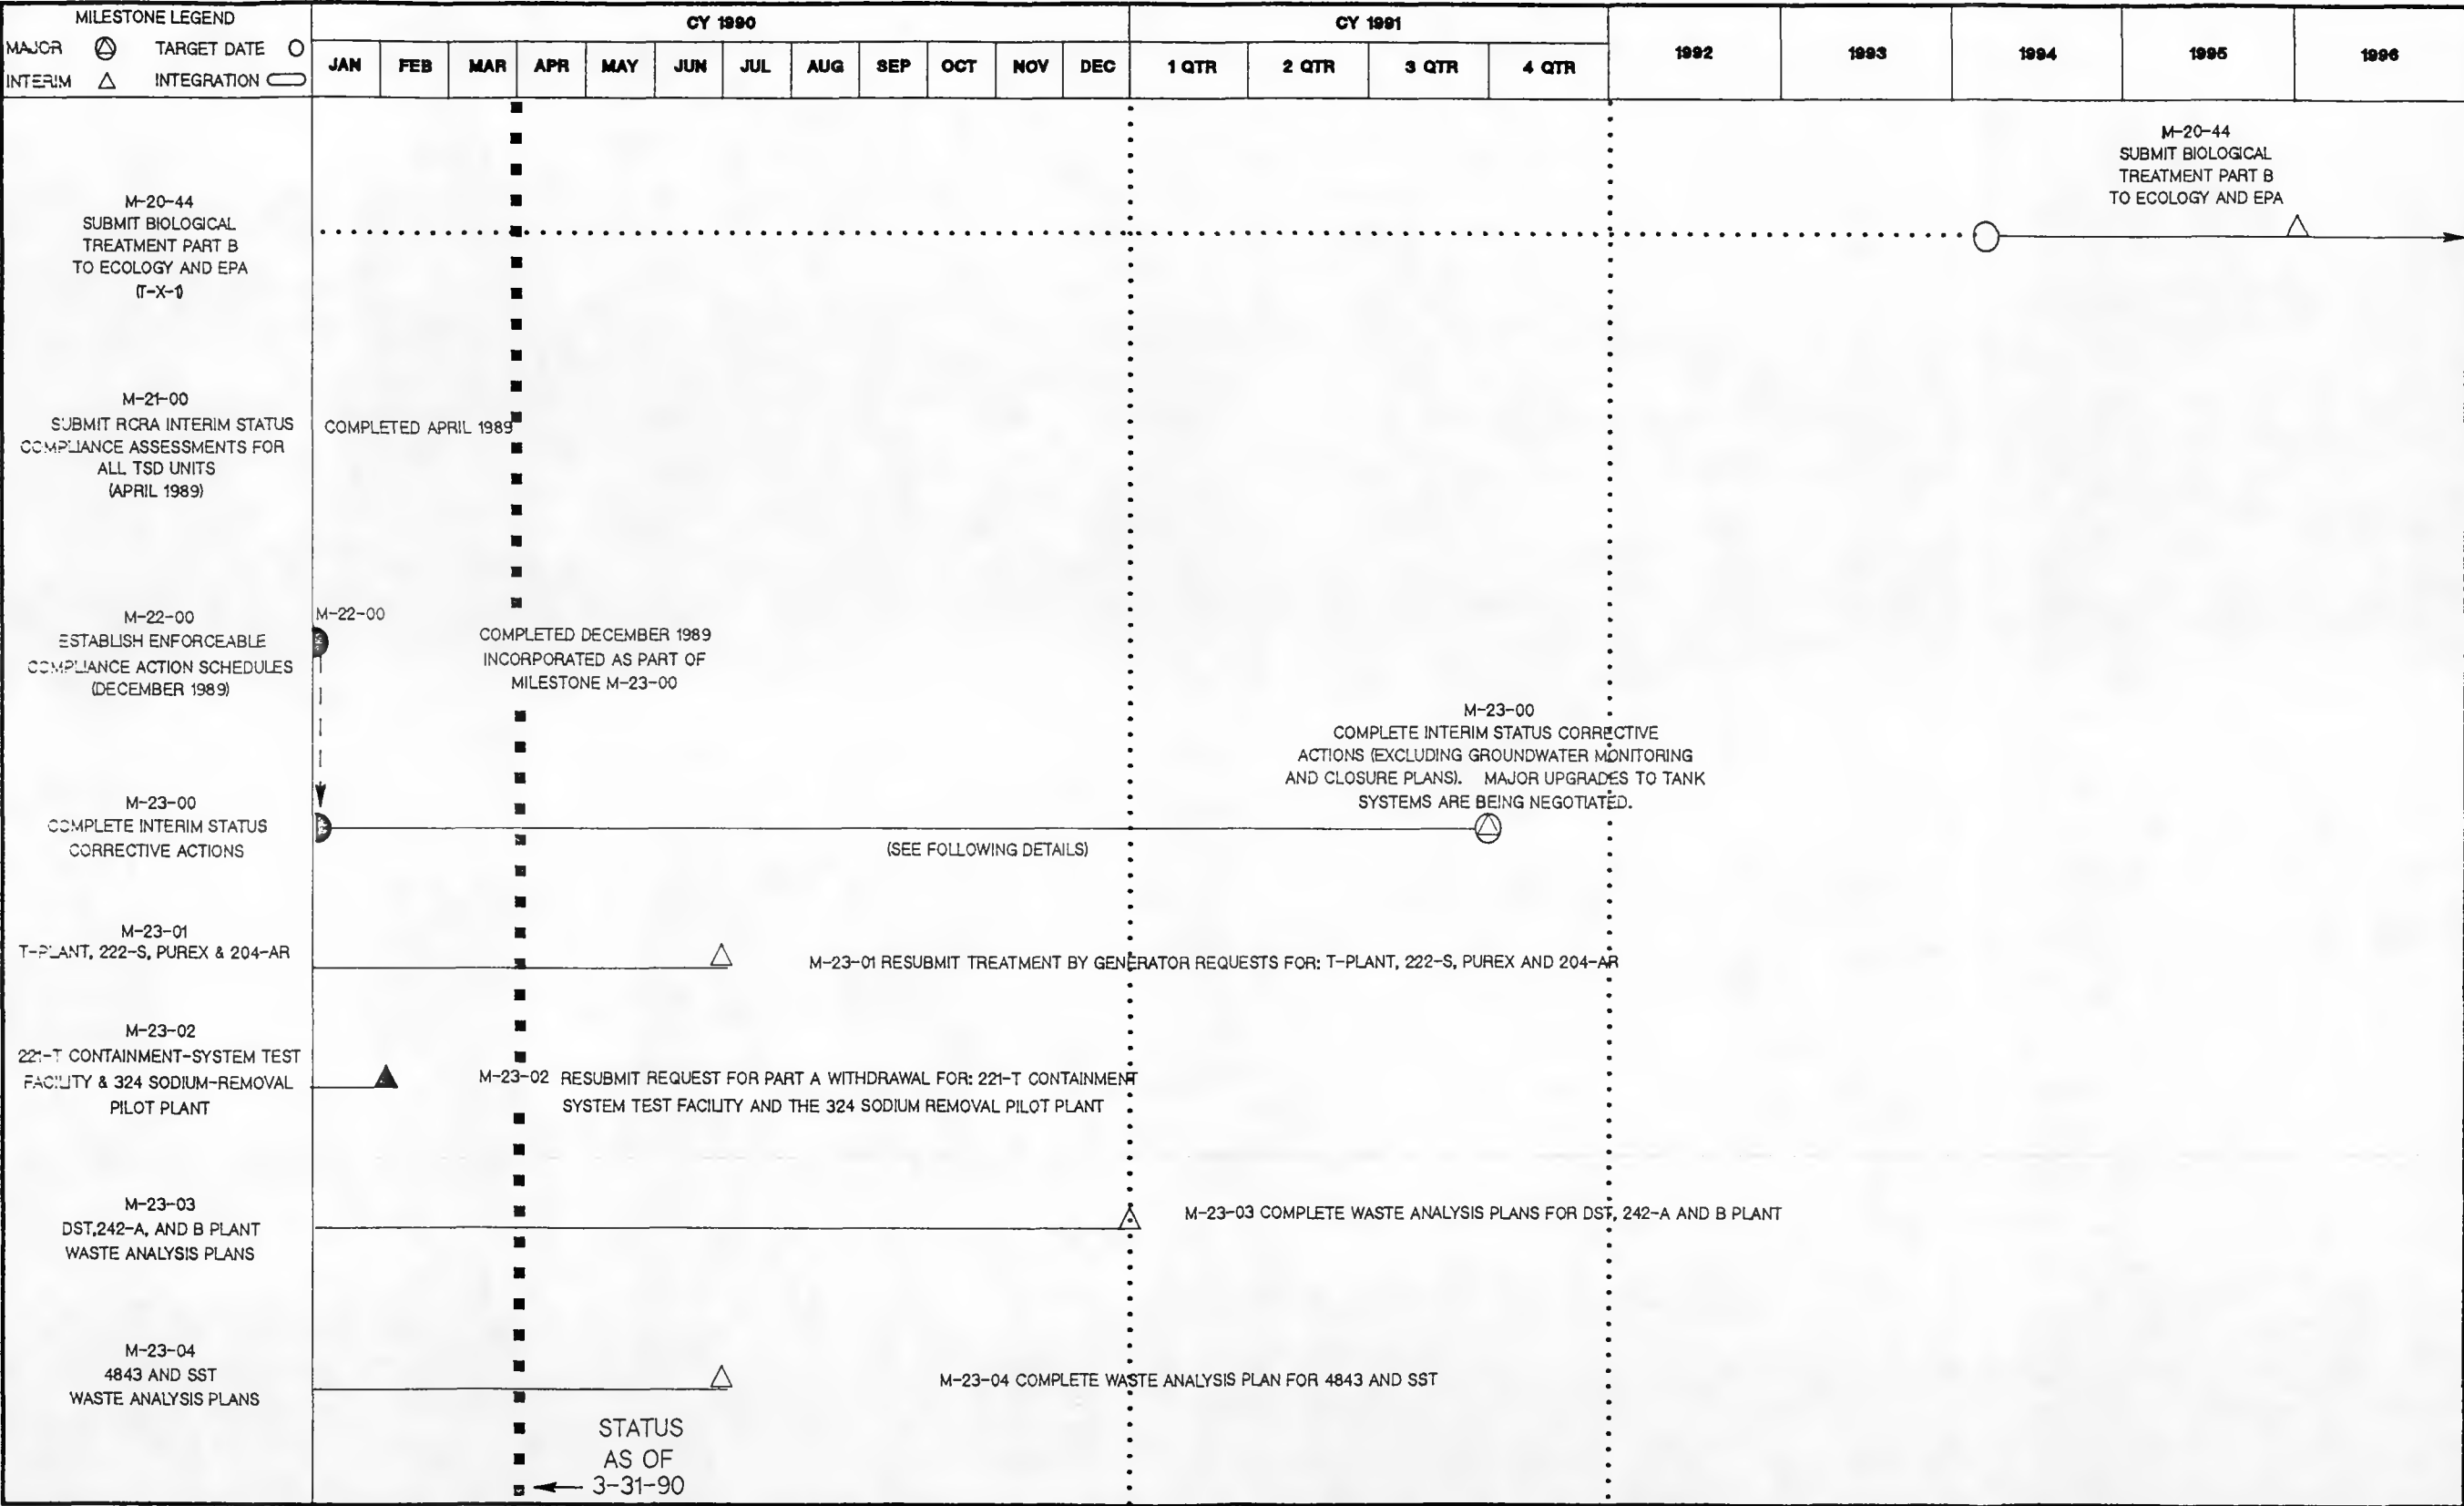 MILESTONE LEGEND
MAJOR TARGET DATE
INTERIM INTEGRATION
CY 1990
CY 1991
JAN FEB MAR APR MAY JUN JUL AUG SEP OCT NOV DEC 1 QTR 2 QTR 3 QTR 4 QTR 1992 1993 1994 1995 1996
M-20-44
SUBMIT BIOLOGICAL
TREATMENT PART B
TO ECOLOGY AND EPA
(T-X-1)
M-20-44
SUBMIT BIOLOGICAL
TREATMENT PART B
TO ECOLOGY AND EPA
M-21-00
SUBMIT RCRA INTERIM STATUS
COMPLIANCE ASSESSMENTS FOR
ALL TSD UNITS
(APRIL 1989)
COMPLETED APRIL 1989
M-22-00
ESTABLISH ENFORCEABLE
COMPLIANCE ACTION SCHEDULES
(DECEMBER 1989)
M-22-00
COMPLETED DECEMBER 1989
INCORPORATED AS PART OF
MILESTONE M-23-00
M-23-00
COMPLETE INTERIM STATUS
CORRECTIVE ACTIONS
M-23-00
COMPLETE INTERIM STATUS CORRECTIVE
ACTIONS (EXCLUDING GROUNDWATER MONITORING
AND CLOSURE PLANS). MAJOR UPGRADES TO TANK
SYSTEMS ARE BEING NEGOTIATED.
(SEE FOLLOWING DETAILS)
M-23-01
T-PLANT, 222-S, PUREX & 204-AR
M-23-01 RESUBMIT TREATMENT BY GENERATOR REQUESTS FOR: T-PLANT, 222-S, PUREX AND 204-AR
M-23-02
221-T CONTAINMENT-SYSTEM TEST
FACILITY & 324 SODIUM-REMOVAL
PILOT PLANT
M-23-02 RESUBMIT REQUEST FOR PART A WITHDRAWAL FOR: 221-T CONTAINMENT
SYSTEM TEST FACILITY AND THE 324 SODIUM REMOVAL PILOT PLANT
M-23-03
DST,242-A, AND B PLANT
WASTE ANALYSIS PLANS
M-23-03 COMPLETE WASTE ANALYSIS PLANS FOR DST, 242-A AND B PLANT
M-23-04
4843 AND SST
WASTE ANALYSIS PLANS
M-23-04 COMPLETE WASTE ANALYSIS PLAN FOR 4843 AND SST
STATUS
AS OF
3-31-90